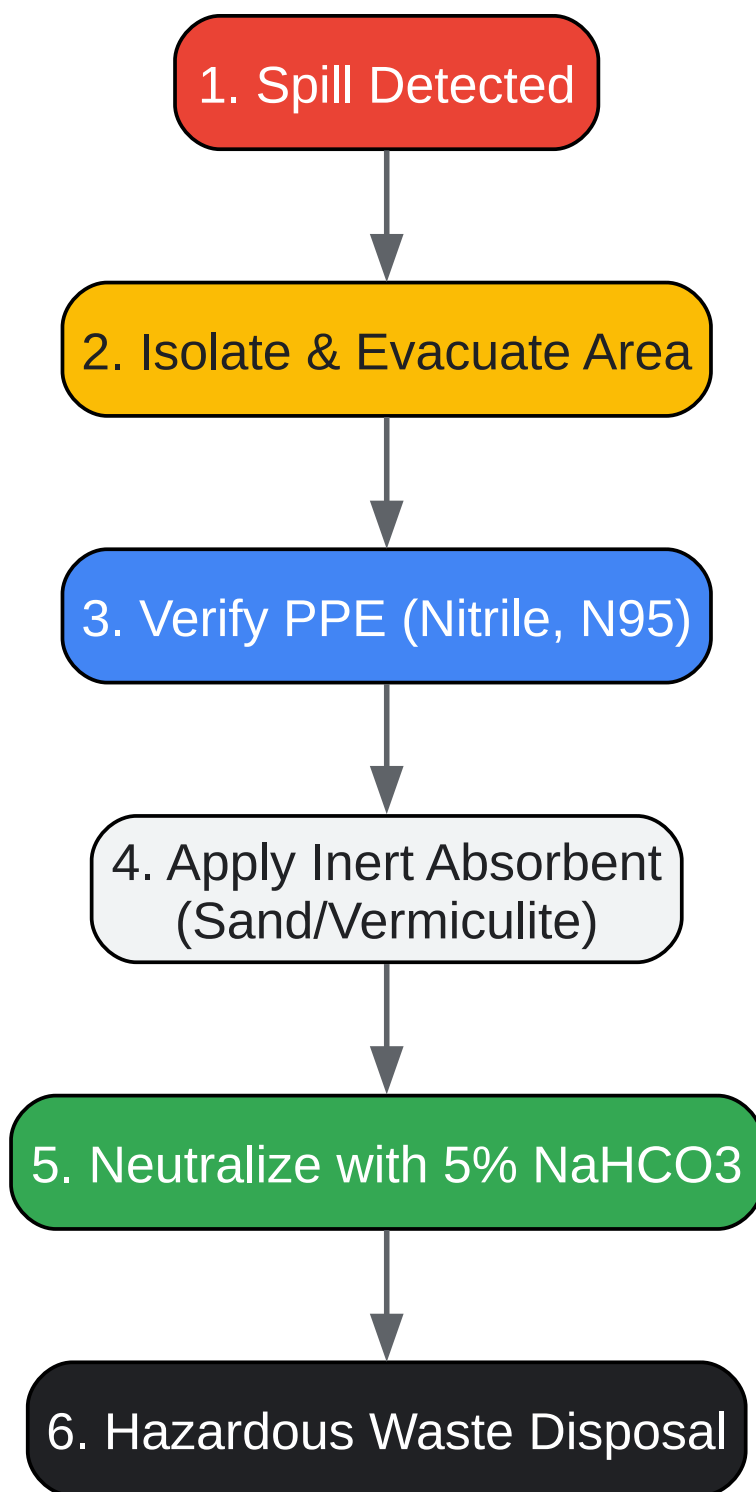 1. Spill Detected
2. Isolate & Evacuate Area
3. Verify PPE (Nitrile, N95)
4. Apply Inert Absorbent
(Sand/Vermiculite)
5. Neutralize with 5% NaHCO3
6. Hazardous Waste Disposal